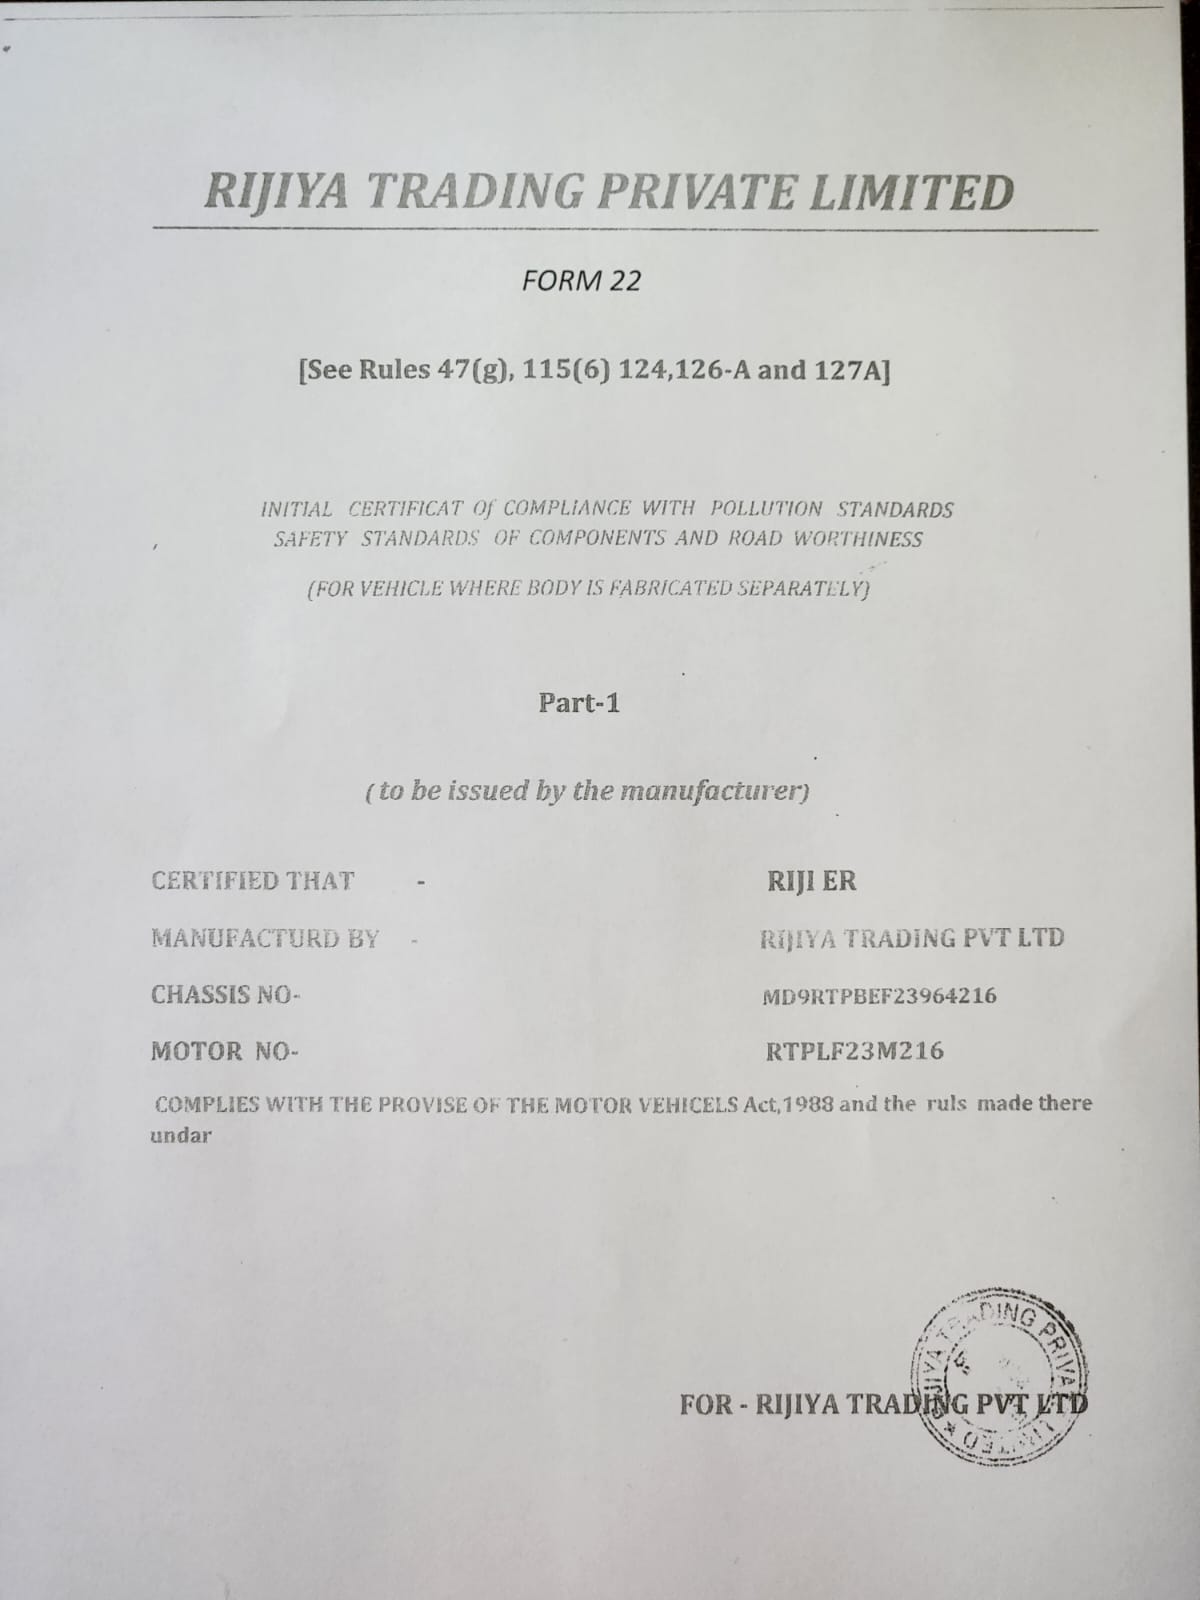 RIJIYA TRADING PRIVATE LIMITED
FORM 22
[See Rules 47(g), 115(6) 124,126-A and 127A]
INITIAL CERTIFICAT Of COMPLIANCE WITH POLLUTION STANDARDS
SAFETY STANDARDS OF COMPONENTS AND ROAD WORTHINESS
(FOR VEHICLE WHERE BODY IS FABRICATED SEPARATELY)
Part-1
( to be issued by the manufacturer)
CERTIFIED THAT - RIJI ER
MANUFACTURD BY - RIJIYA TRADING PVT LTD
CHASSIS NO- MD9RTPBEF23964216
MOTOR NO- RTPLF23M216
COMPLIES WITH THE PROVISE OF THE MOTOR VEHICELS Act,1988 and the ruls made there
undar
FOR - RIJIYA TRADING PVT LTD
TRADING LIMITED